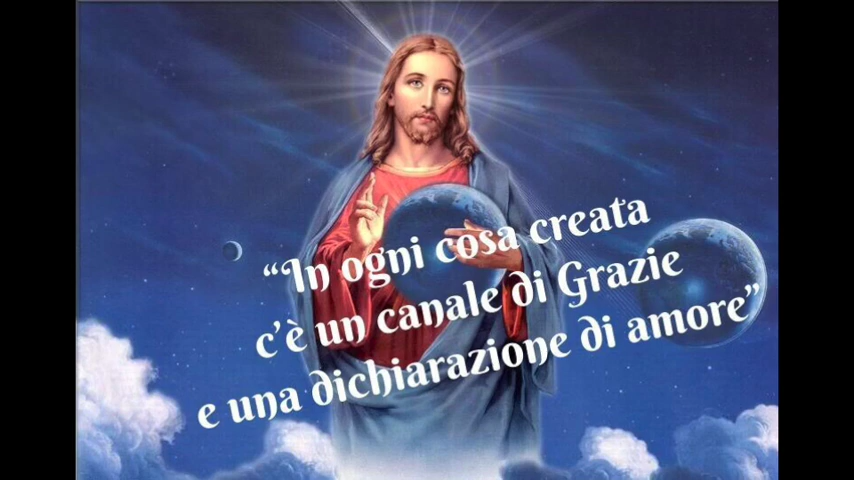 “In ogni cosa creata
c’è un canale di Grazie
e una dichiarazione di amore”